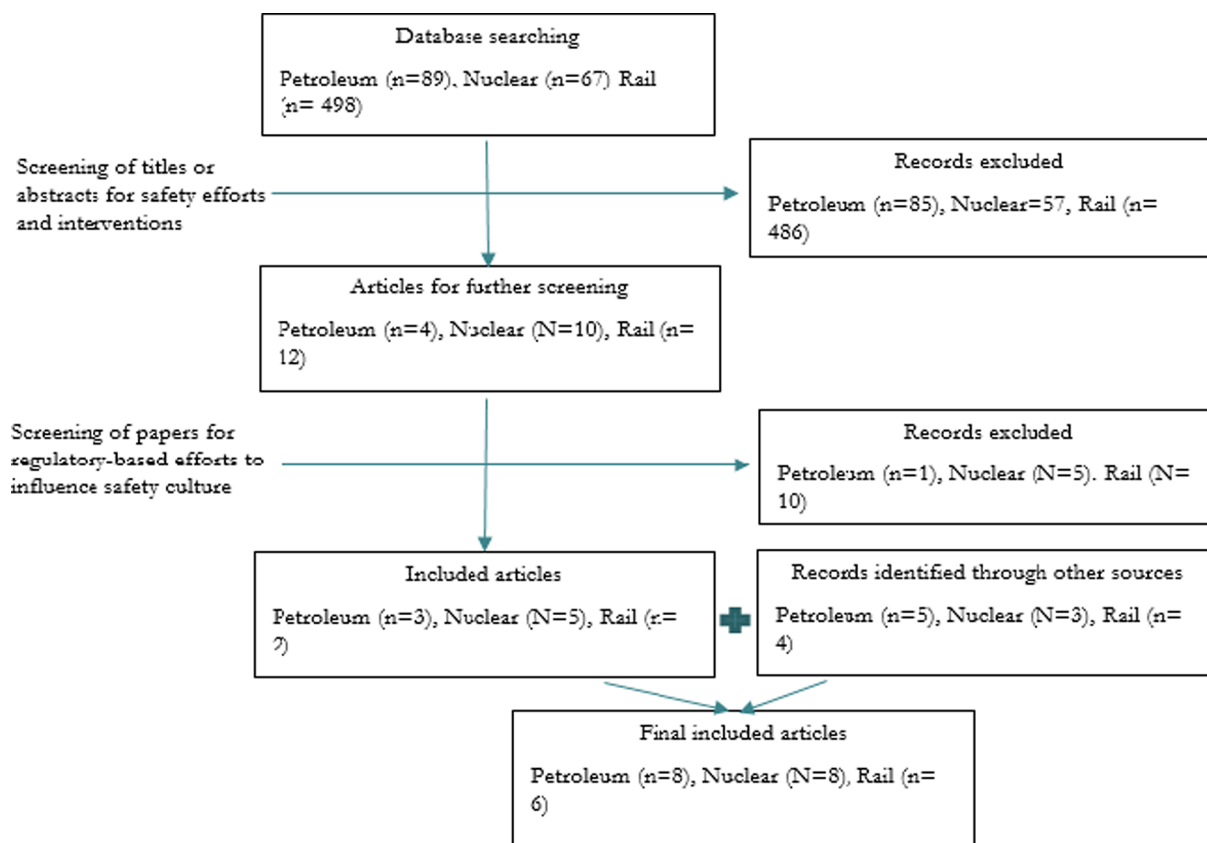 Database searching
Petroleum (n=89), Nuclear (n=67) Rail
(n= 498)
Screening of titles or
abstracts for safety efforts
and interventions
Records excluded
Petroleum (n=85), Nuclear=57, Rail (n=
486)
Articles for further screening
Petroleum (n=4), Nuclear (N=10), Rail (n=
12)
Screening of papers for
regulatory-based efforts to
influence safety culture
Records excluded
Petroleum (n=1), Nuclear (N=5). Rail (N=
10)
Included articles
Petroleum (n=3), Nuclear (N=5), Rail (n=
2)
Records identified through other sources
Petroleum (n=5), Nuclear (N=3), Rail (n=
4)
Final included articles
Petroleum (n=8), Nuclear (N=8), Rail (n=
6)